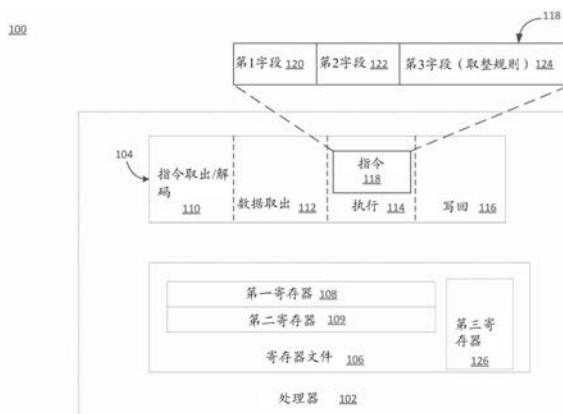 100
118
第1字段 120 第2字段 122 第3字段（取整规则）124
104
指令取出/解码 110
数据取出 112
指令 118
执行 114
写回 116
第一寄存器 108
第二寄存器 109
寄存器文件 106
第三寄存器 126
处理器 102